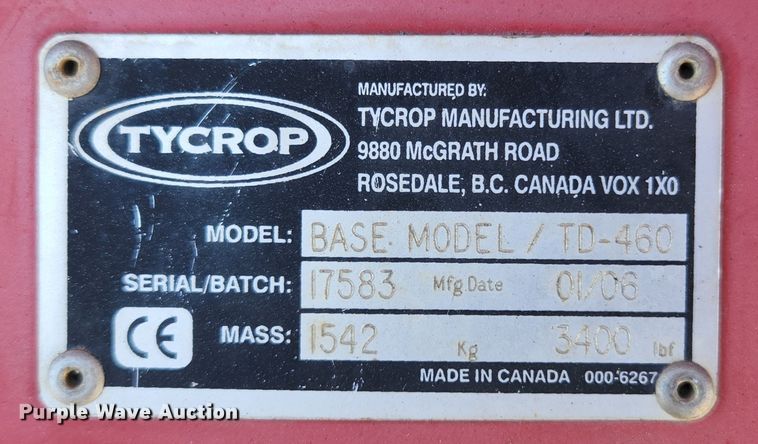 TYCROP
MANUFACTURED BY:
TYCROP MANUFACTURING LTD.
9880 McGRATH ROAD
ROSEDALE, B.C. CANADA VOX 1X0
MODEL: BASE MODEL / TD-460
SERIAL/BATCH: 17583 Mfg.Date 01/06
CE MASS: 1542 Kg 3400 lbf
MADE IN CANADA 000-6267
Purple Wave Auction